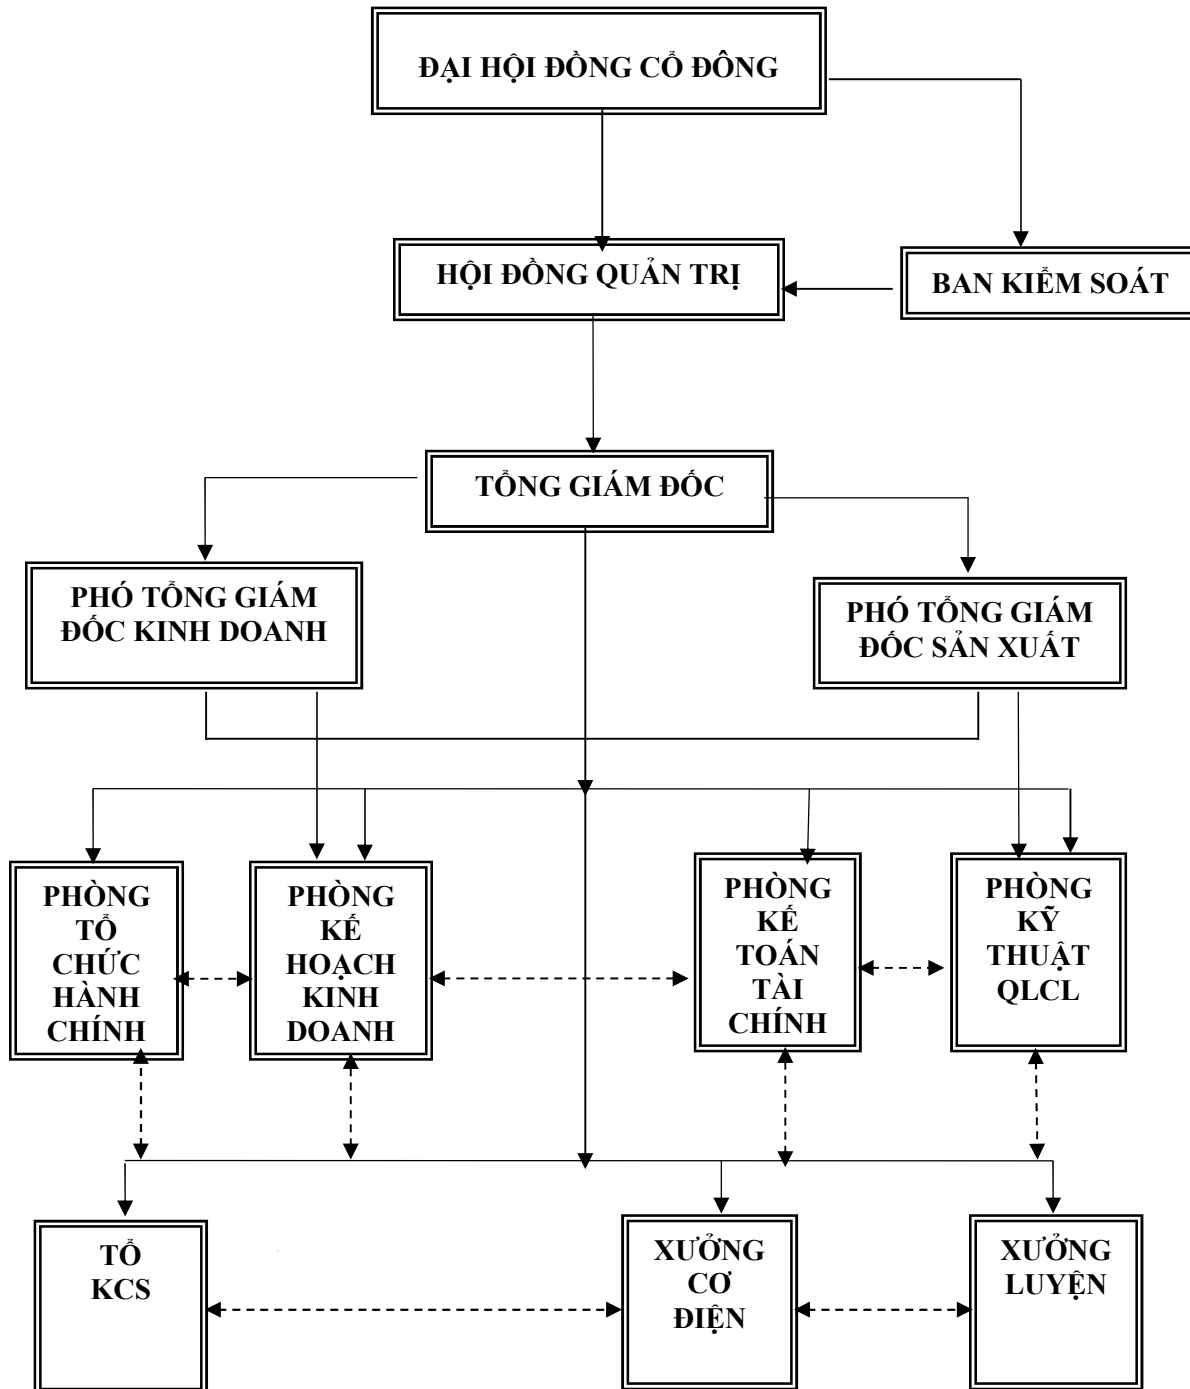 ĐẠI HỘI ĐỒNG CỔ ĐÔNG
HỘI ĐỒNG QUẢN TRỊ
BAN KIỂM SOÁT
TỔNG GIÁM ĐỐC
PHÓ TỔNG GIÁM
ĐỐC KINH DOANH
PHÓ TỔNG GIÁM
ĐỐC SẢN XUẤT
PHÒNG
TỔ
CHỨC
HÀNH
CHÍNH
PHÒNG
KẾ
HOẠCH
KINH
DOANH
PHÒNG
KẾ
TOÁN
TÀI
CHÍNH
PHÒNG
KỸ
THUẬT
QLCL
TỔ
KCS
XƯỞNG
CƠ
ĐIỆN
XƯỞNG
LUYỆN